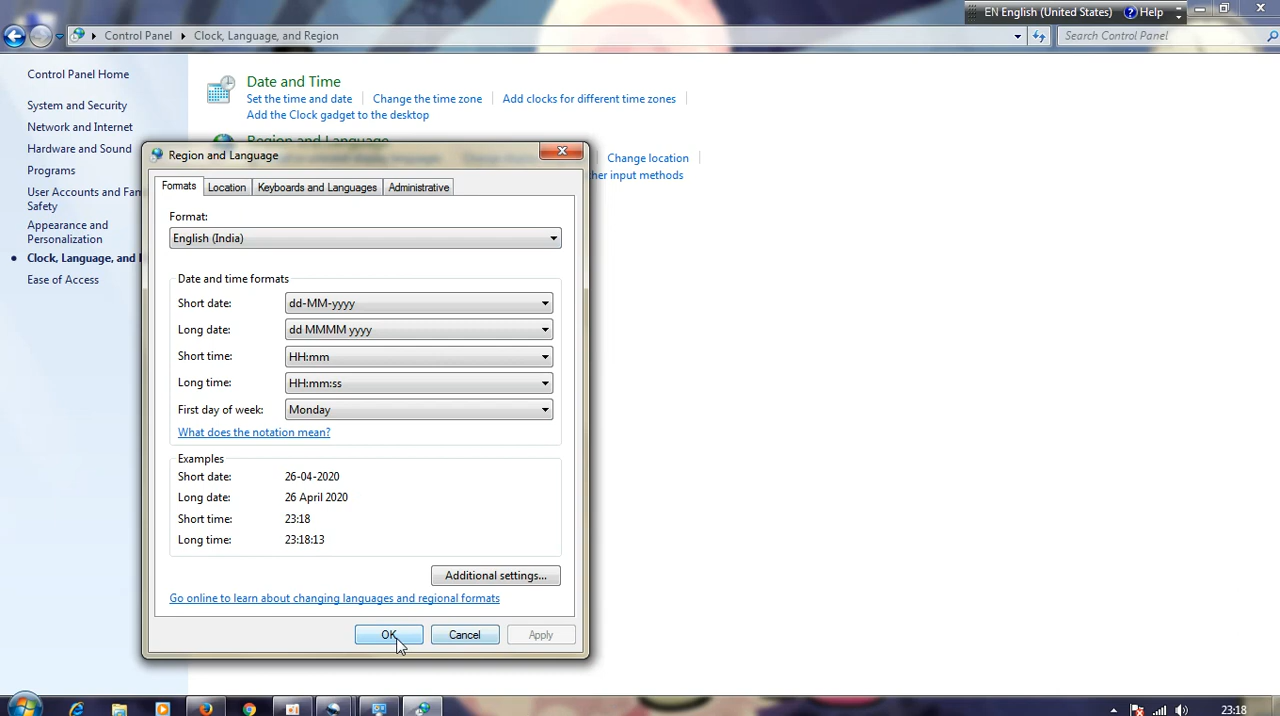 EN English (United States) Help
Control Panel Clock, Language, and Region Search Control Panel
Control Panel Home
System and Security
Network and Internet
Hardware and Sound
Programs
User Accounts and Fam
Safety
Appearance and
Personalization
Clock, Language, and
Ease of Access
Date and Time
Set the time and date Change the time zone Add clocks for different time zones
Add the Clock gadget to the desktop
Region and Language
Change location
her input methods
Region and Language
Formats Location Keyboards and Languages Administrative
Format:
English (India)
Date and time formats
Short date: dd-MM-yyyy
Long date: dd MMMM yyyy
Short time: HH:mm
Long time: HH:mm:ss
First day of week: Monday
What does the notation mean?
Examples
Short date: 26-04-2020
Long date: 26 April 2020
Short time: 23:18
Long time: 23:18:13
Additional settings...
Go online to learn about changing languages and regional formats
OK Cancel Apply
23:18